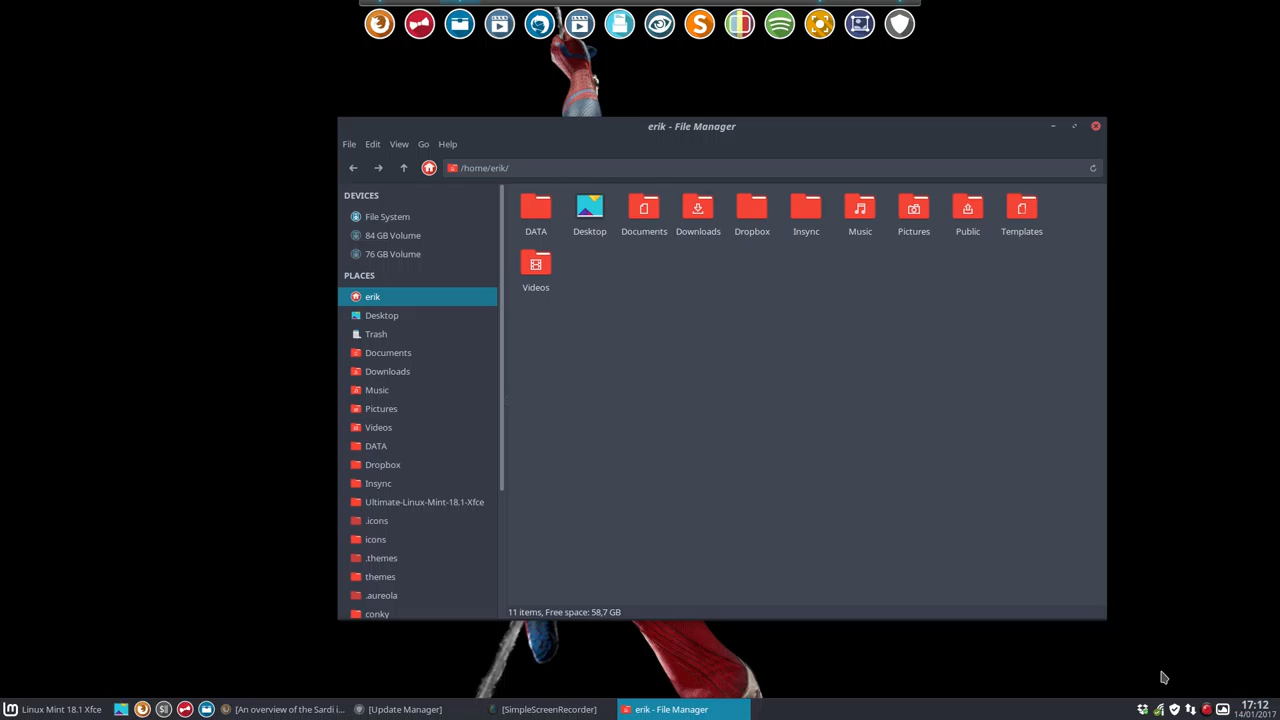 erik - File Manager
File Edit View Go Help
/home/erik/
DEVICES
File System
84 GB Volume
76 GB Volume
PLACES
erik
Desktop
Trash
Documents
Downloads
Music
Pictures
Videos
DATA
Dropbox
Insync
Ultimate-Linux-Mint-18.1-Xfce
.icons
icons
.themes
themes
.aureola
conky
DATA Desktop Documents Downloads Dropbox Insync Music Pictures Public Templates
Videos
11 items, Free space: 58,7 GB
Linux Mint 18.1 Xfce [An overview of the Sardi i... [Update Manager] [SimpleScreenRecorder] erik - File Manager 17:12
14/01/2017